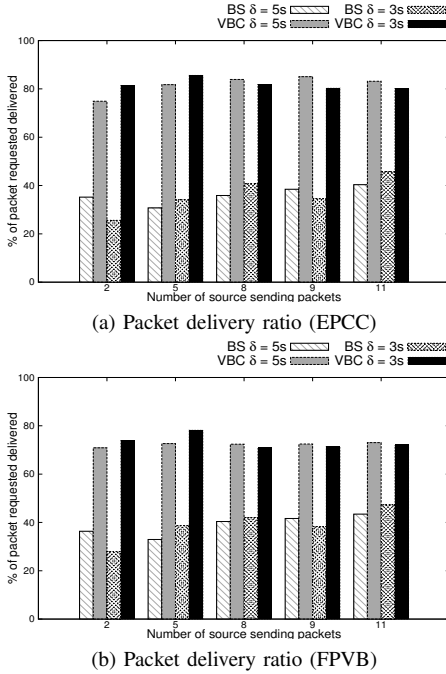 BS δ = 5s BS δ = 3s
VBC δ = 5s VBC δ = 3s
100
80
60
40
20
0
% of packet requested delivered
2 5 8 9 11
Number of source sending packets
(a) Packet delivery ratio (EPCC)
BS δ = 5s BS δ = 3s
VBC δ = 5s VBC δ = 3s
100
80
60
40
20
0
% of packet requested delivered
2 5 8 9 11
Number of source sending packets
(b) Packet delivery ratio (FPVB)